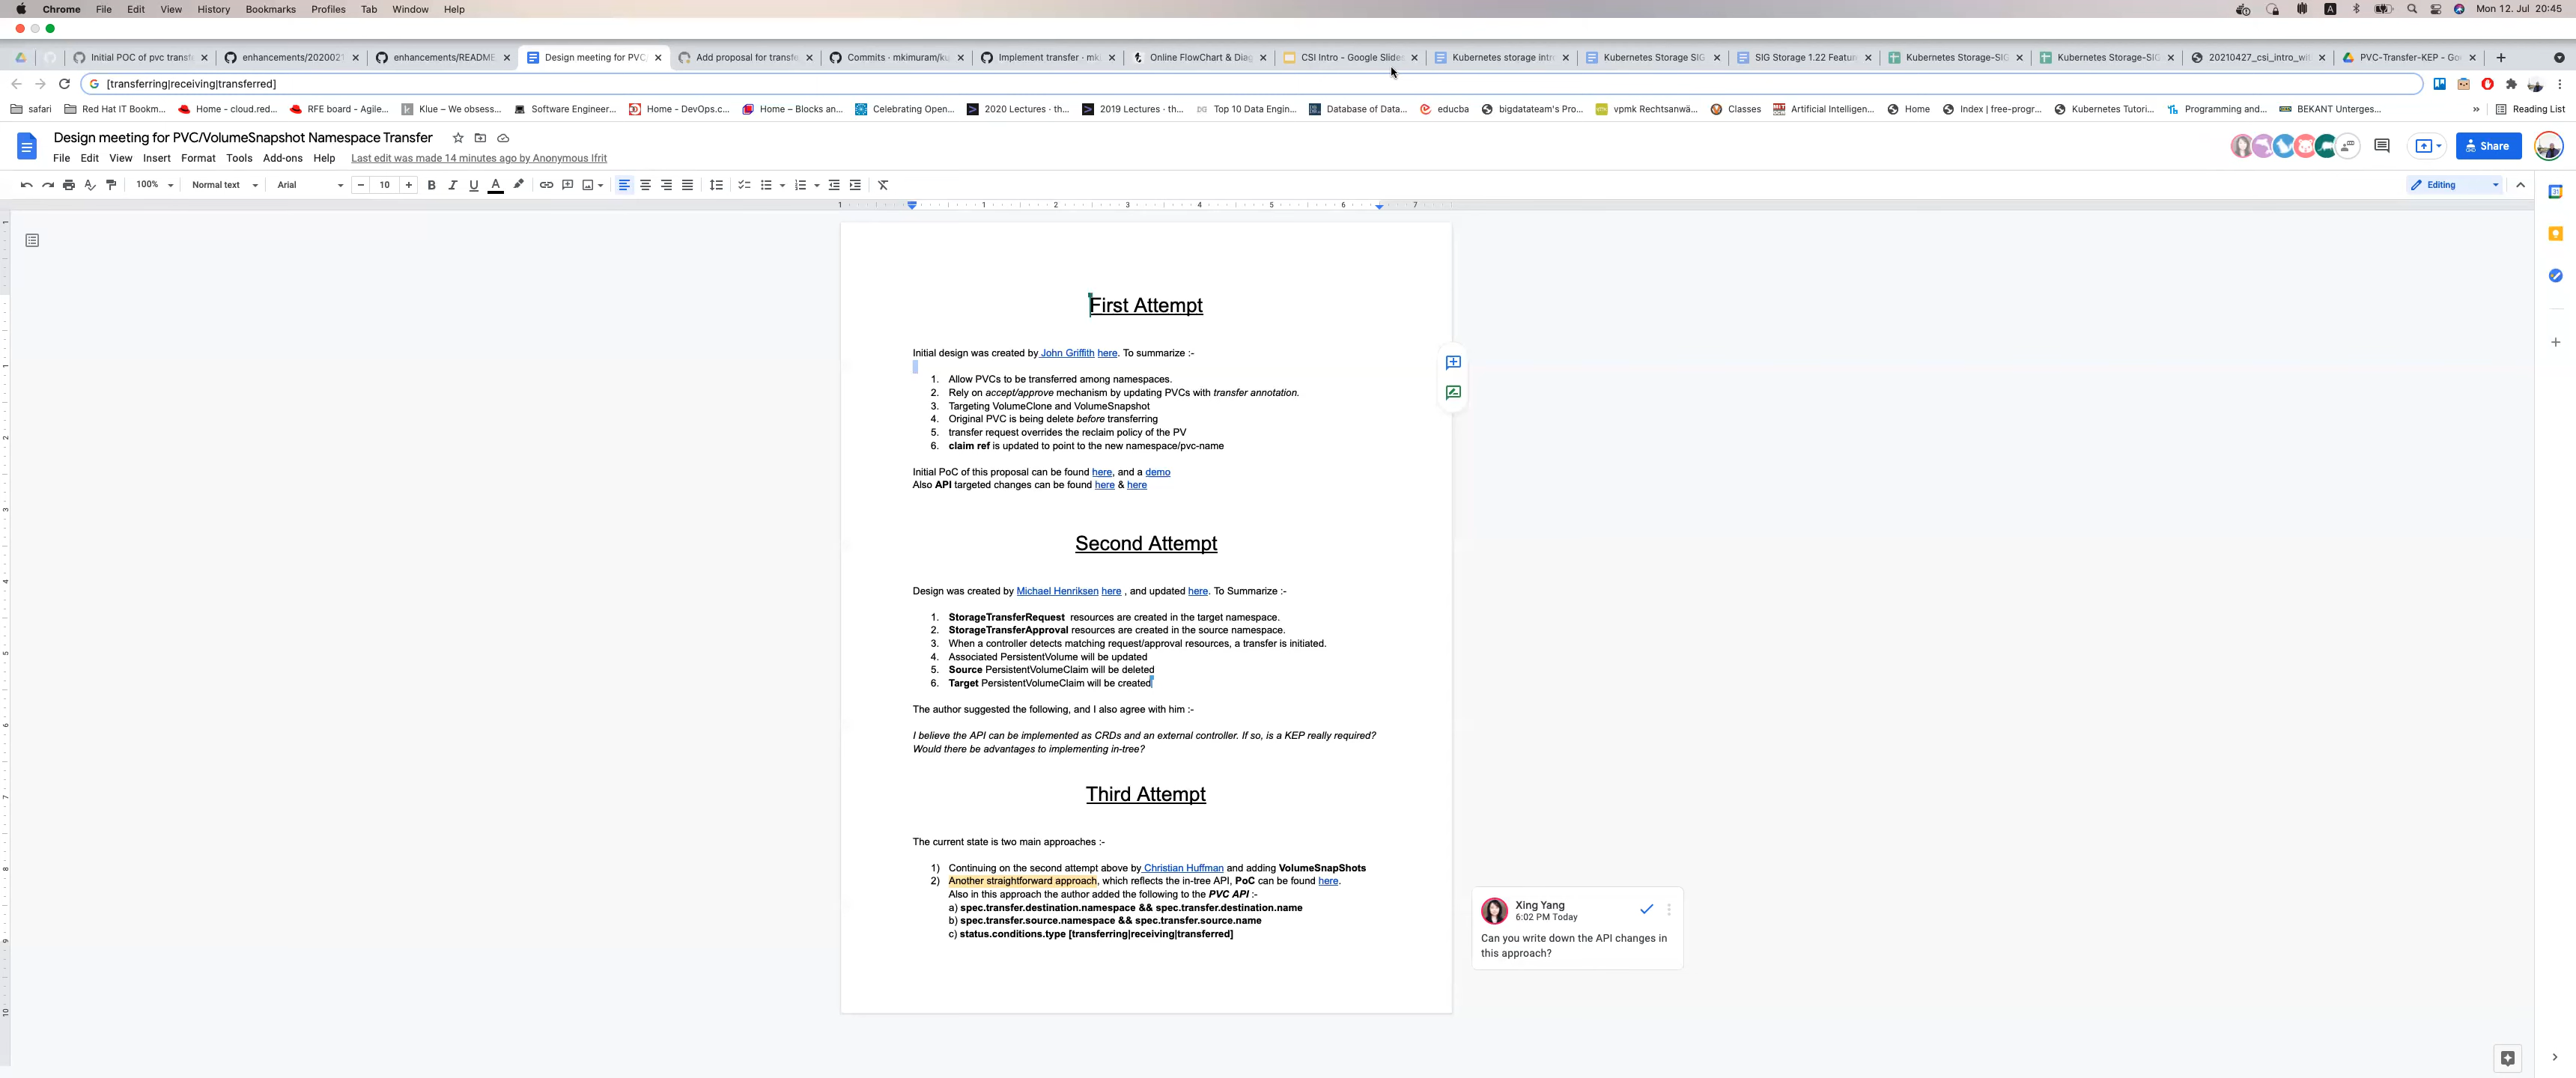 Chrome File Edit View History Bookmarks Profiles Tab Window Help
A Mon 12. Jul 20:45
Initial POC of pvc transf
enhancements/2020021
enhancements/README.
Design meeting for PVC
Add proposal for transfe
Commits · mkimuram/ku
Implement transfer · mk
Online FlowChart & Diag
CSI Intro - Google Slides
Kubernetes storage intr
Kubernetes Storage SIG
SIG Storage 1.22 Featur
Kubernetes Storage-SIG
Kubernetes Storage-SIG
20210427_csi_intro_wit
PVC-Transfer-KEP - Go
[transferring|receiving|transferred]
safari
Red Hat IT Bookm...
Home - cloud.red...
RFE board - Agile...
Klue – We obsess...
Software Engineer...
Home - DevOps.c...
Home – Blocks an...
Celebrating Open...
2020 Lectures · th...
2019 Lectures · th...
Top 10 Data Engin...
Database of Data...
educba
bigdatateam's Pro...
vpmk Rechtsanwä...
Classes
Artificial Intelligen...
Home
Index | free-progr...
Kubernetes Tutori...
Programming and...
BEKANT Unterges...
»
Reading List
Design meeting for PVC/VolumeSnapshot Namespace Transfer
File Edit View Insert Format Tools Add-ons Help Last edit was made 14 minutes ago by Anonymous Ifrit
Share
100% Normal text Arial 10 B I U A
Editing
1 1 2 3 4 5 6 7
First Attempt
Initial design was created by John Griffith here. To summarize :-
1. Allow PVCs to be transferred among namespaces.
2. Rely on accept/approve mechanism by updating PVCs with transfer annotation.
3. Targeting VolumeClone and VolumeSnapshot
4. Original PVC is being delete before transferring
5. transfer request overrides the reclaim policy of the PV
6. claim ref is updated to point to the new namespace/pvc-name
Initial PoC of this proposal can be found here, and a demo
Also API targeted changes can be found here & here
Second Attempt
Design was created by Michael Henriksen here , and updated here. To Summarize :-
1. StorageTransferRequest resources are created in the target namespace.
2. StorageTransferApproval resources are created in the source namespace.
3. When a controller detects matching request/approval resources, a transfer is initiated.
4. Associated PersistentVolume will be updated
5. Source PersistentVolumeClaim will be deleted
6. Target PersistentVolumeClaim will be created
The author suggested the following, and I also agree with him :-
I believe the API can be implemented as CRDs and an external controller. If so, is a KEP really required?
Would there be advantages to implementing in-tree?
Third Attempt
The current state is two main approaches :-
1) Continuing on the second attempt above by Christian Huffman and adding VolumeSnapShots
2) Another straightforward approach, which reflects the in-tree API, PoC can be found here.
Also in this approach the author added the following to the PVC API :-
a) spec.transfer.destination.namespace && spec.transfer.destination.name
b) spec.transfer.source.namespace && spec.transfer.source.name
c) status.conditions.type [transferring|receiving|transferred]
Xing Yang
6:02 PM Today
Can you write down the API changes in
this approach?